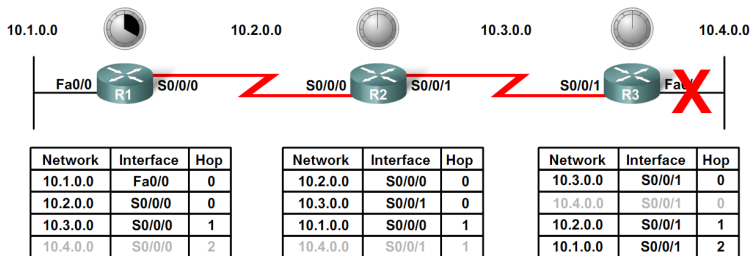 10.1.0.0 10.2.0.0 10.3.0.0 10.4.0.0
Fa0/0 R1 S0/0/0 S0/0/0 R2 S0/0/1 S0/0/1 R3
Network Interface Hop
10.1.0.0 Fa0/0 0
10.2.0.0 S0/0/0 0
10.3.0.0 S0/0/0 1
10.4.0.0 S0/0/0 2
Network Interface Hop
10.2.0.0 S0/0/0 0
10.3.0.0 S0/0/1 0
10.1.0.0 S0/0/0 1
10.4.0.0 S0/0/1 1
Network Interface Hop
10.3.0.0 S0/0/1 0
10.4.0.0 S0/0/1 0
10.2.0.0 S0/0/1 1
10.1.0.0 S0/0/1 2